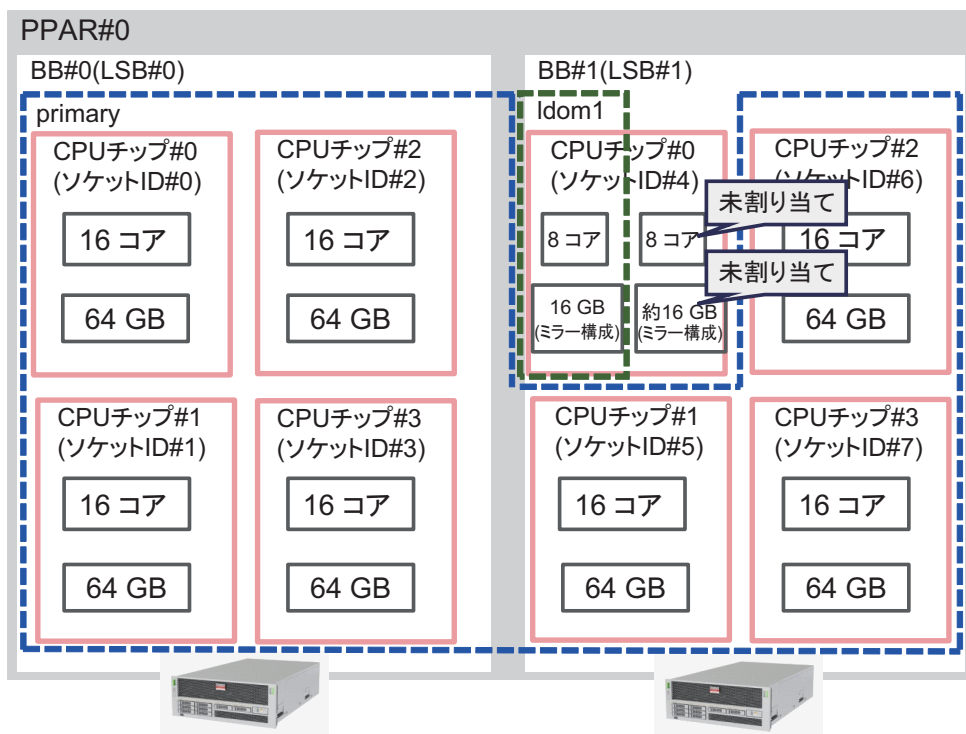 PPAR#0
BB#0(LSB#0)
primary
CPUチップ#0
(ソケットID#0)
16 コア
64 GB
CPUチップ#2
(ソケットID#2)
16 コア
64 GB
CPUチップ#1
(ソケットID#1)
16 コア
64 GB
CPUチップ#3
(ソケットID#3)
16 コア
64 GB
BB#1(LSB#1)
ldom1
CPUチップ#0
(ソケットID#4)
8 コア
8 コア
未割り当て
16 GB
(ミラー構成)
約16 GB
(ミラー構成)
未割り当て
CPUチップ#2
(ソケットID#6)
16 コア
64 GB
CPUチップ#1
(ソケットID#5)
16 コア
64 GB
CPUチップ#3
(ソケットID#7)
16 コア
64 GB